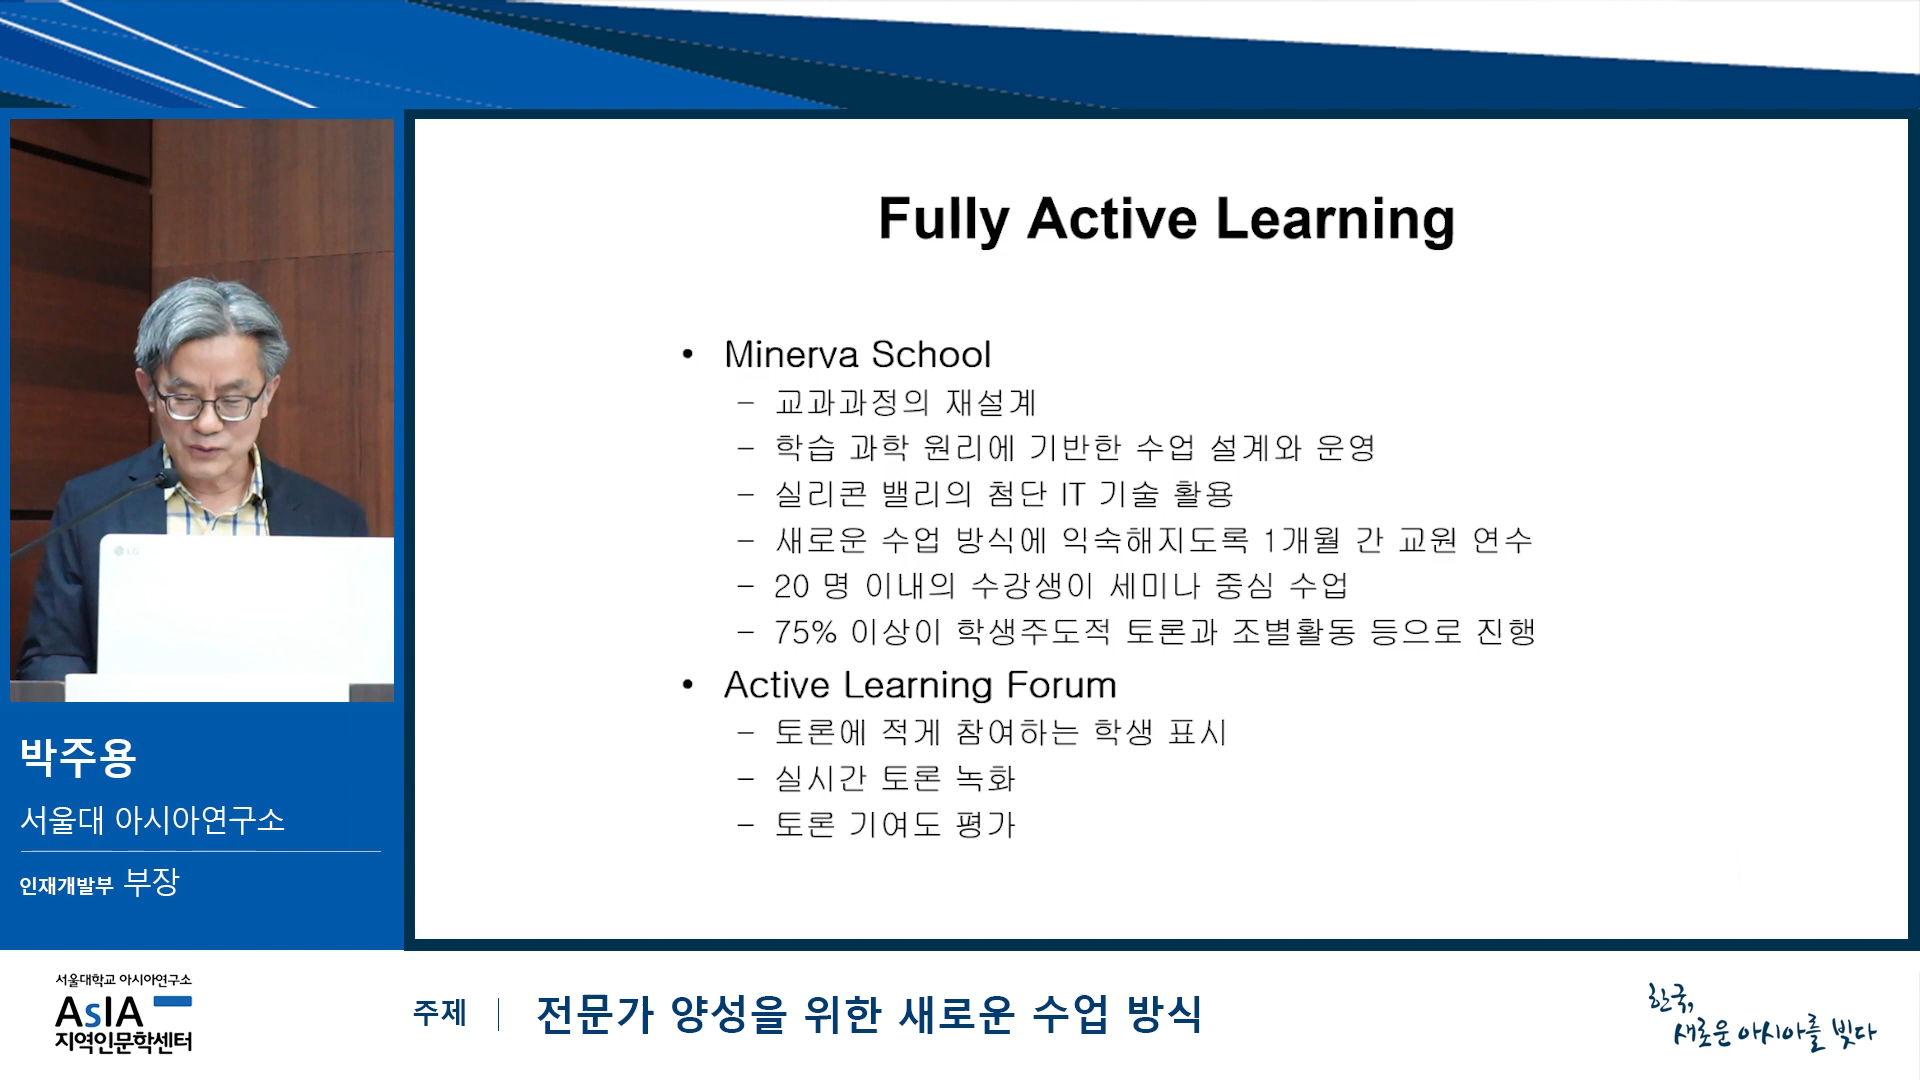 Fully Active Learning
• Minerva School
– 교과과정의 재설계
– 학습 과학 원리에 기반한 수업 설계와 운영
– 실리콘 밸리의 첨단 IT 기술 활용
– 새로운 수업 방식에 익숙해지도록 1개월 간 교원 연수
– 20 명 이내의 수강생이 세미나 중심 수업
– 75% 이상이 학생주도적 토론과 조별활동 등으로 진행
• Active Learning Forum
– 토론에 적게 참여하는 학생 표시
– 실시간 토론 녹화
– 토론 기여도 평가
LG
박주용
서울대 아시아연구소
인재개발부 부장
서울대학교 아시아연구소
AsIA
지역인문학센터
주제 | 전문가 양성을 위한 새로운 수업 방식
한국,
새로운 아시아를 빚다